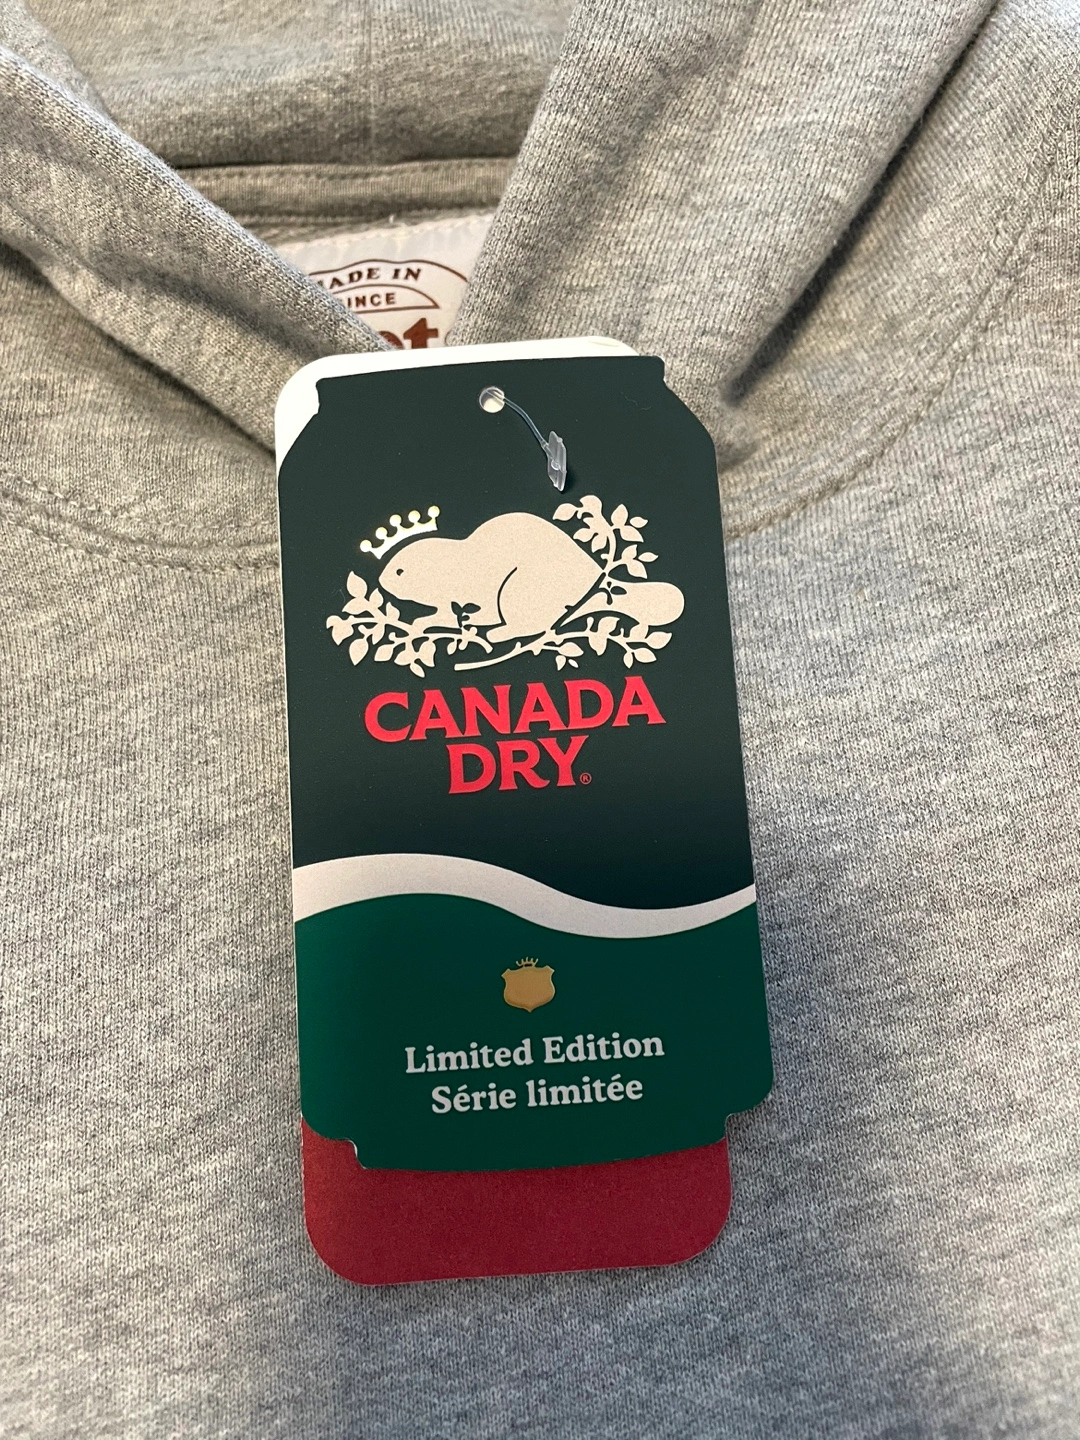 MADE IN
SINCE
CANADA
DRY®
Limited Edition
Série limitée